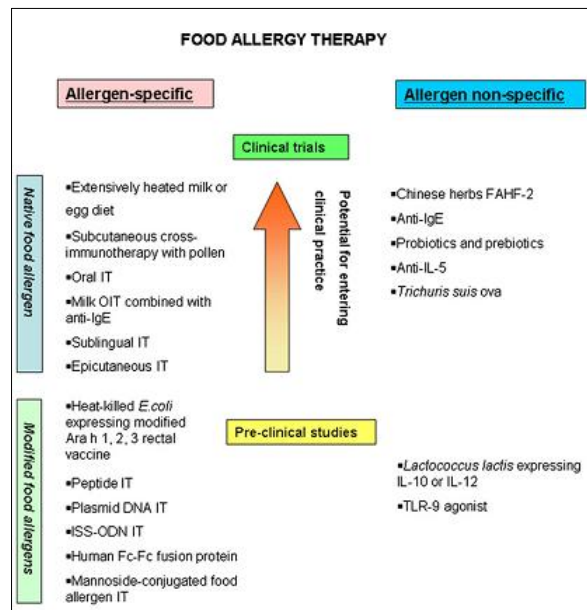 FOOD ALLERGY THERAPY
Allergen-specific
Allergen non-specific
Clinical trials
Native food allergen
▪Extensively heated milk or
egg diet
▪Subcutaneous cross-
immunotherapy with pollen
▪Oral IT
▪Milk OIT combined with
anti-IgE
▪Sublingual IT
▪Epicutaneous IT
Potential for entering
clinical practice
▪Chinese herbs FAHF-2
▪Anti-IgE
▪Probiotics and prebiotics
▪Anti-IL-5
▪Trichuris suis ova
Modified food allergens
▪Heat-killed E.coli
expressing modified
Ara h 1, 2, 3 rectal
vaccine
▪Peptide IT
▪Plasmid DNA IT
▪ISS-ODN IT
▪Human Fc-Fc fusion protein
▪Mannoside-conjugated food
allergen IT
Pre-clinical studies
▪Lactococcus lactis expressing
IL-10 or IL-12
▪TLR-9 agonist